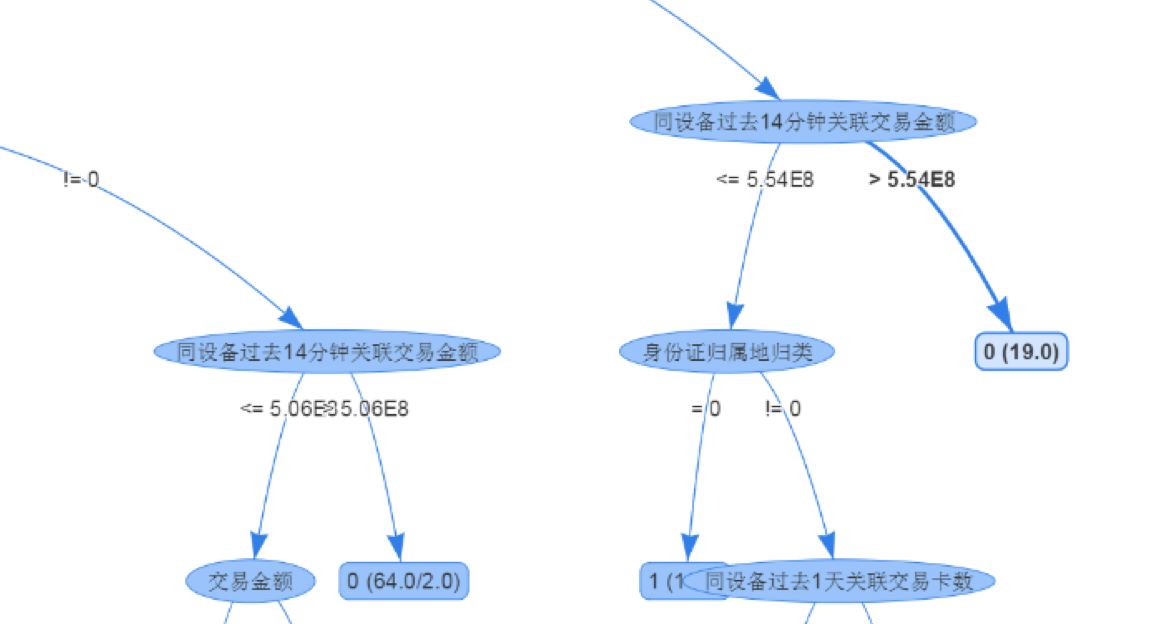 同设备过去14分钟关联交易金额
!= 0
<= 5.54E8
> 5.54E8
同设备过去14分钟关联交易金额
身份证归属地归类
0 (19.0)
<= 5.06E8
> 5.06E8
= 0
!= 0
交易金额
0 (64.0/2.0)
1 (1
同设备过去1天关联交易卡数